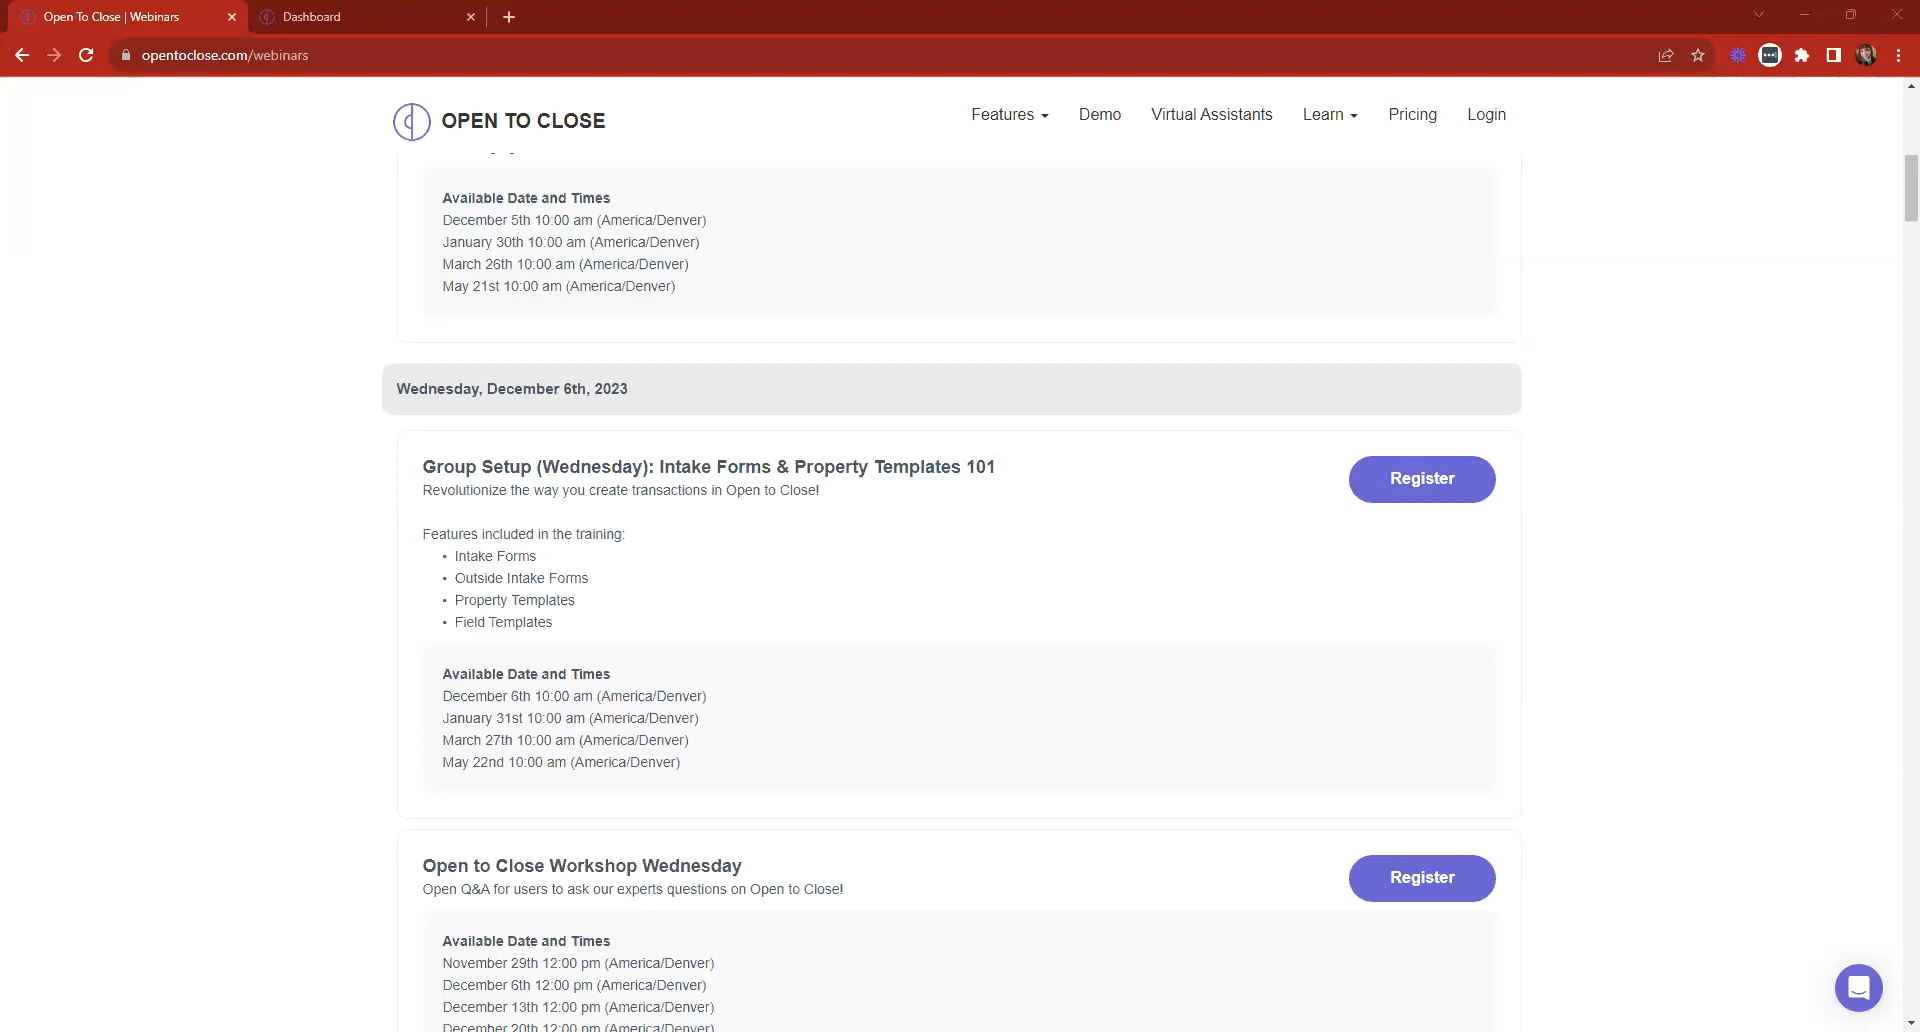 Open To Close | Webinars
Dashboard
opentoclose.com/webinars
OPEN TO CLOSE
Features
Demo
Virtual Assistants
Learn
Pricing
Login
Available Date and Times
December 5th 10:00 am (America/Denver)
January 30th 10:00 am (America/Denver)
March 26th 10:00 am (America/Denver)
May 21st 10:00 am (America/Denver)
Wednesday, December 6th, 2023
Group Setup (Wednesday): Intake Forms & Property Templates 101
Register
Revolutionize the way you create transactions in Open to Close!
Features included in the training:
• Intake Forms
• Outside Intake Forms
• Property Templates
• Field Templates
Available Date and Times
December 6th 10:00 am (America/Denver)
January 31st 10:00 am (America/Denver)
March 27th 10:00 am (America/Denver)
May 22nd 10:00 am (America/Denver)
Open to Close Workshop Wednesday
Register
Open Q&A for users to ask our experts questions on Open to Close!
Available Date and Times
November 29th 12:00 pm (America/Denver)
December 6th 12:00 pm (America/Denver)
December 13th 12:00 pm (America/Denver)
December 20th 12:00 pm (America/Denver)